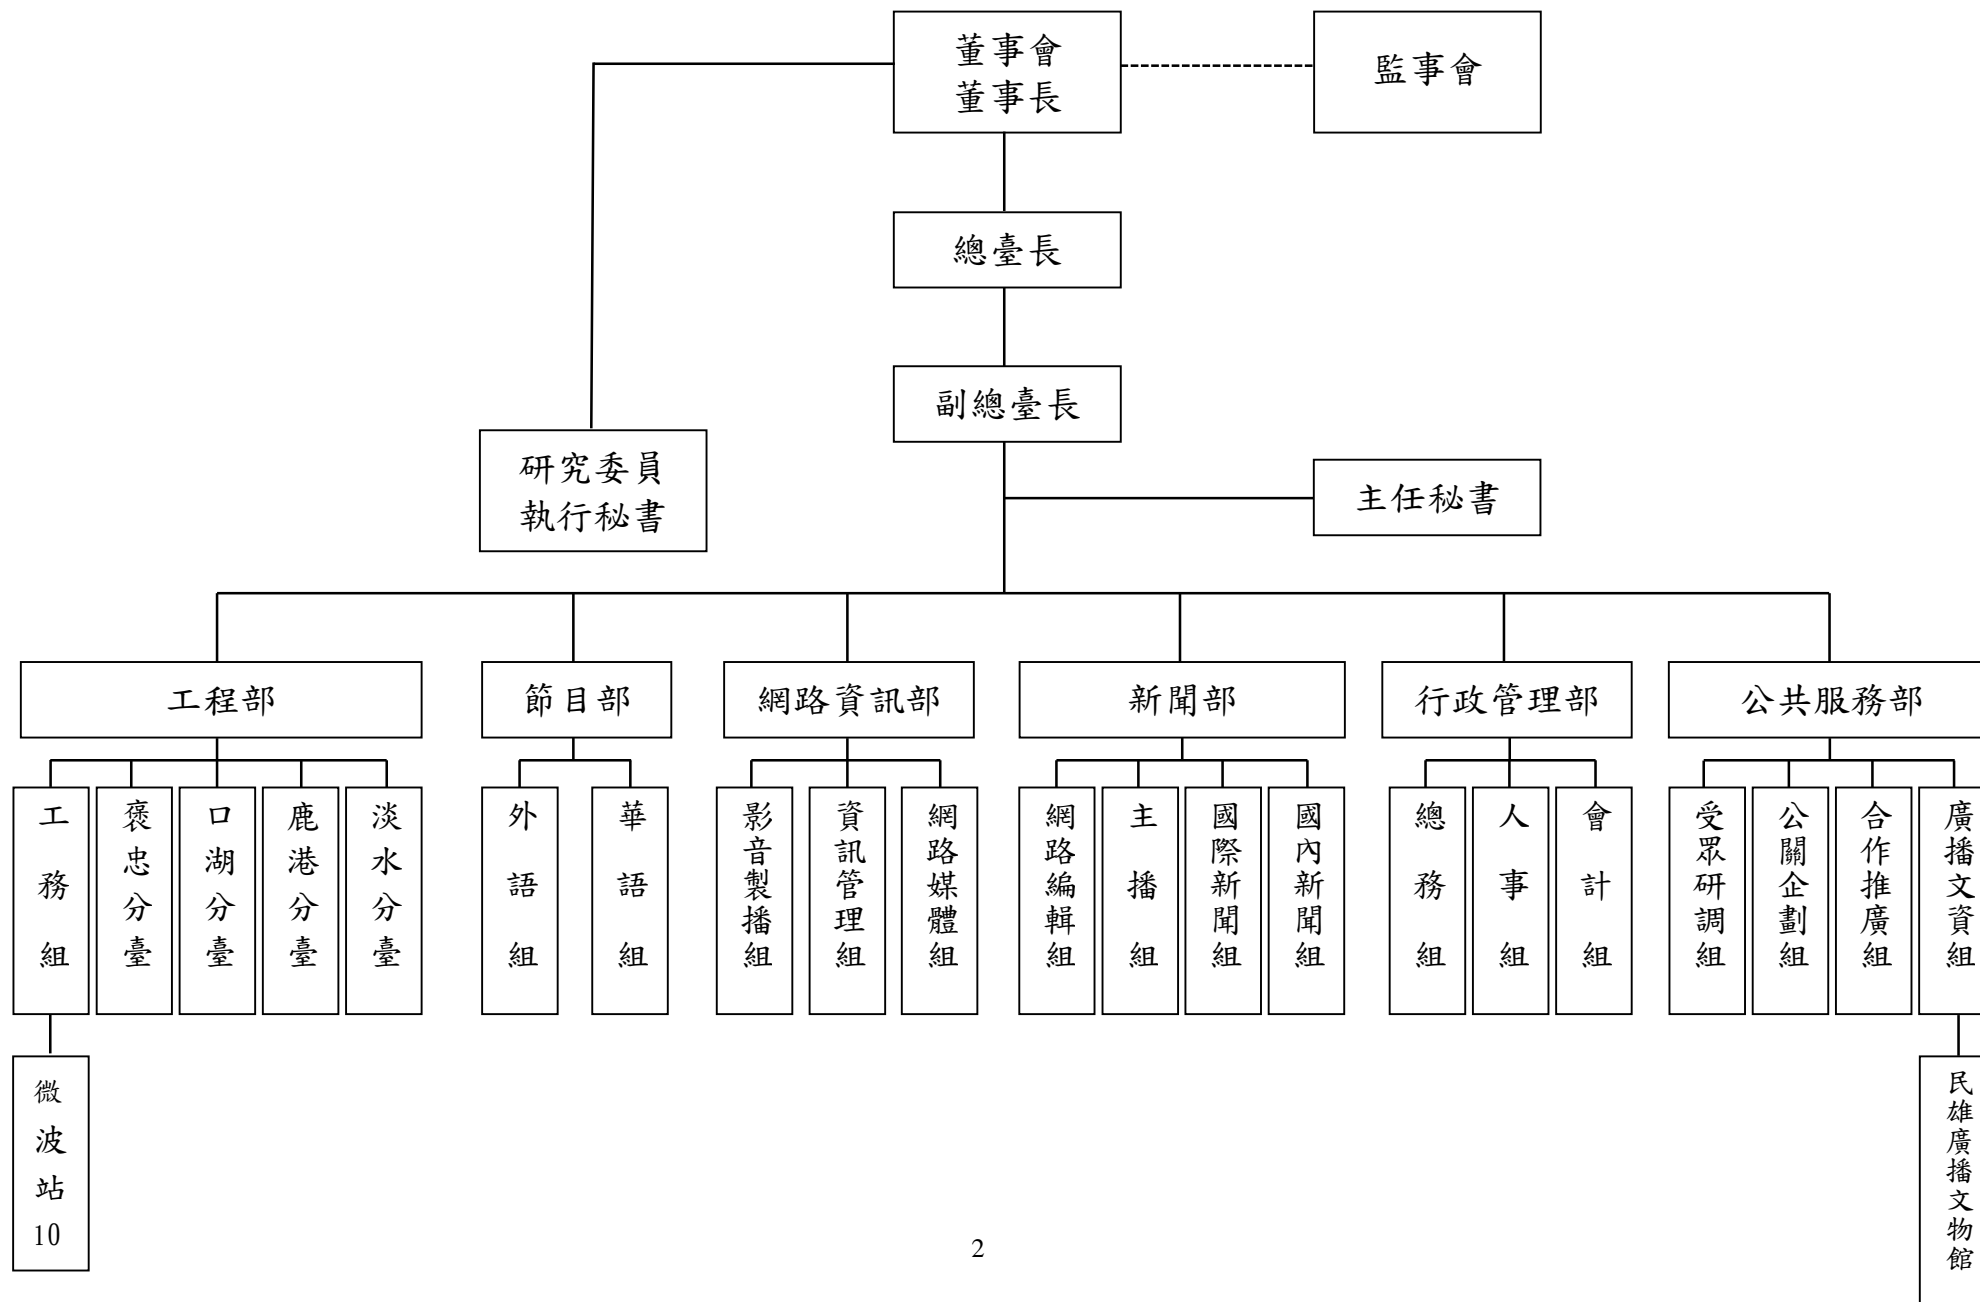 董事會
董事長
監事會
總臺長
副總臺長
研究委員
執行秘書
主任秘書
工程部
節目部
網路資訊部
新聞部
行政管理部
公共服務部
工務組
褒忠分臺
口湖分臺
鹿港分臺
淡水分臺
外語組
華語組
影音製播組
資訊管理組
網路媒體組
網路編輯組
主播組
國際新聞組
國內新聞組
總務組
人事組
會計組
受眾研調組
公關企劃組
合作推廣組
廣播文資組
微波站10
民雄廣播文物館
2